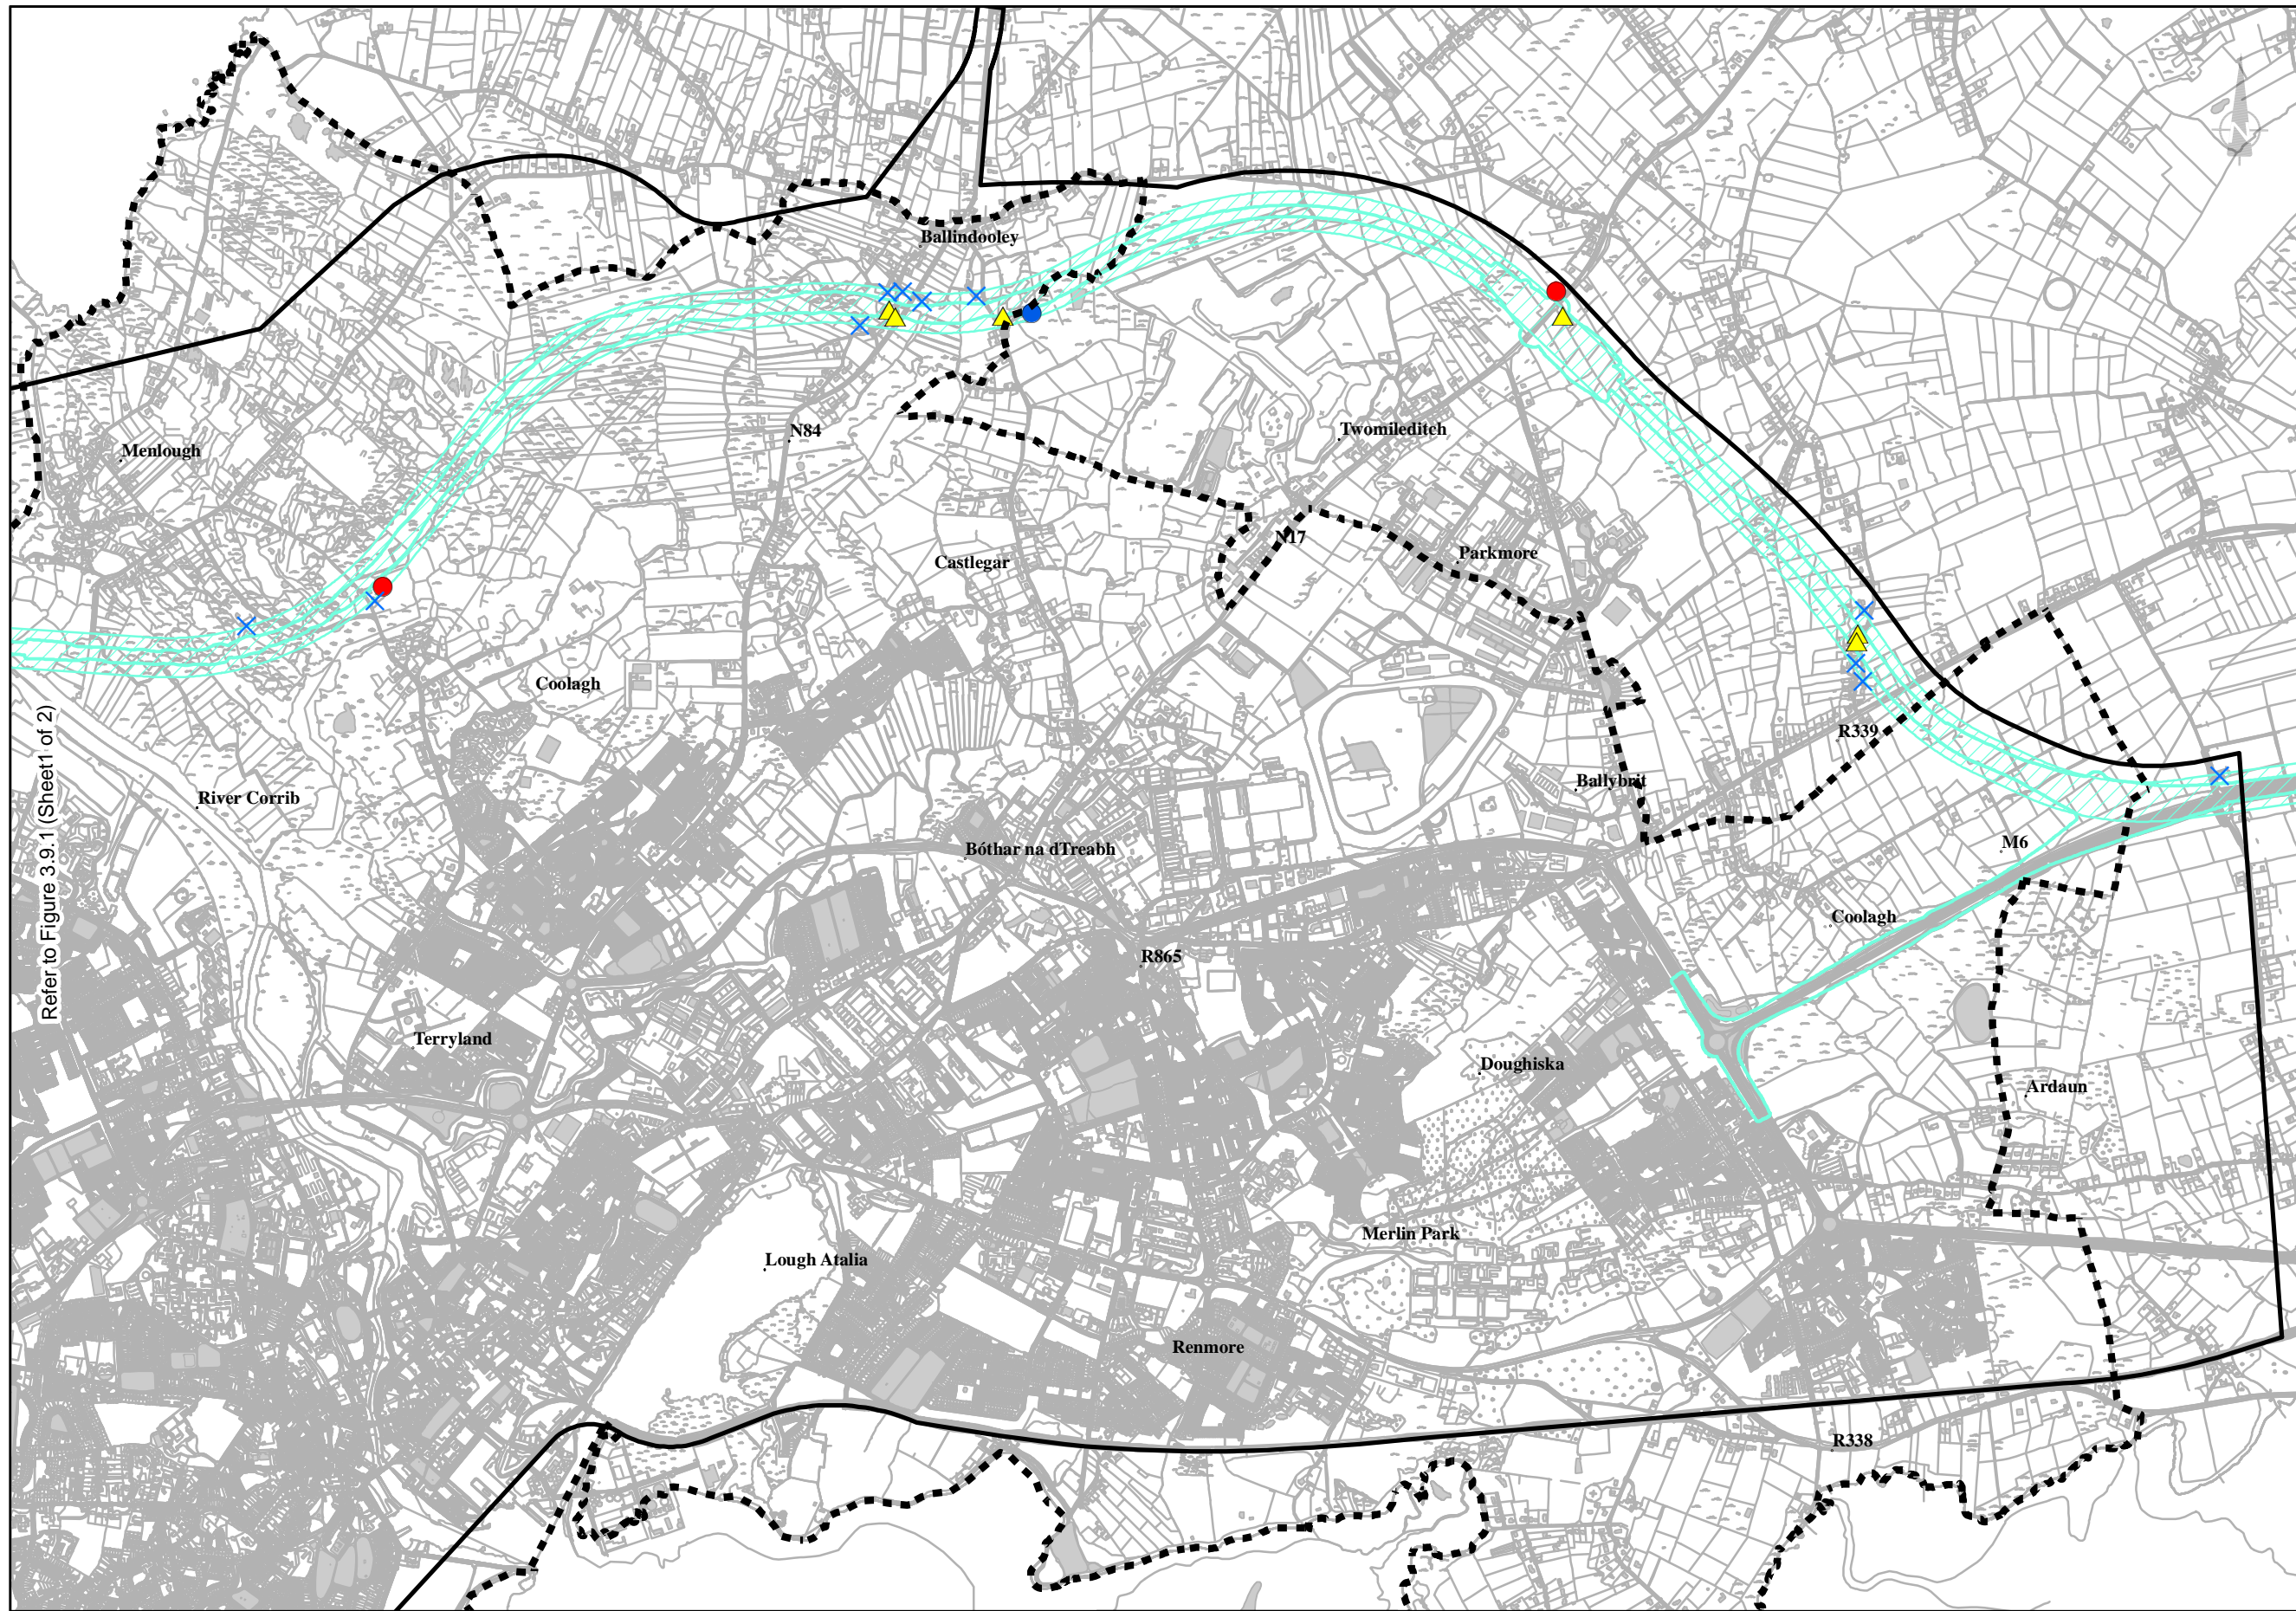 N
Ballindooley
N84
Twomileditch
Menlough
N17
Parkmore
Castlegar
Coolagh
R339
Ballybrit
River Corrib
Bóthar na dTreabh
M6
Coolagh
R865
Refer to Figure 3.9.1 (Sheet1 of 2)
Terryland
Doughiska
Ardaun
Merlin Park
Lough Atalia
Renmore
R338